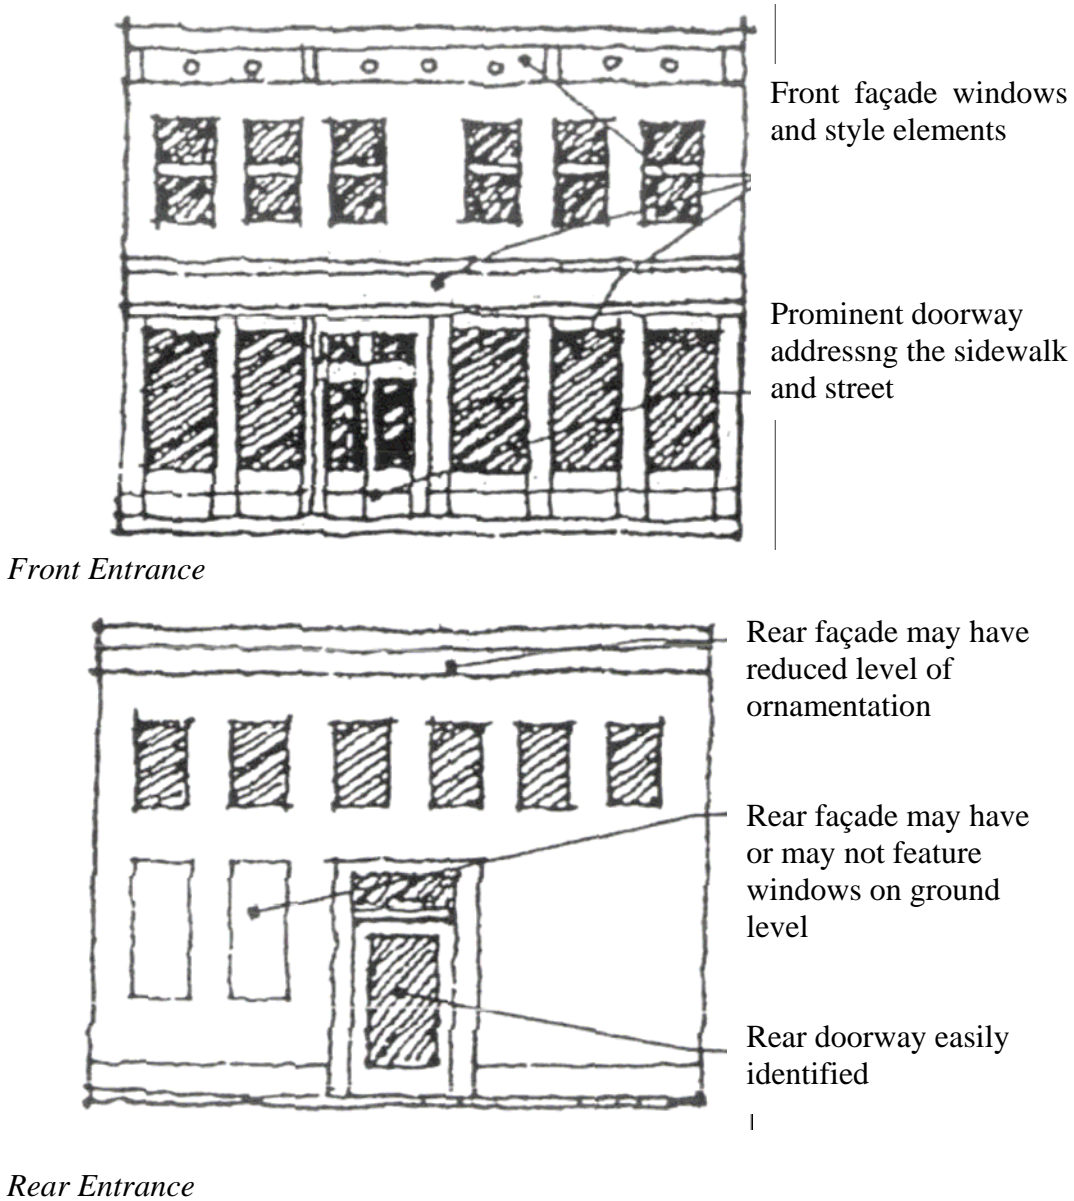 Front façade windows
and style elements
Prominent doorway
addressng the sidewalk
and street
Front Entrance
Rear façade may have
reduced level of
ornamentation
Rear façade may have
or may not feature
windows on ground
level
Rear doorway easily
identified
Rear Entrance